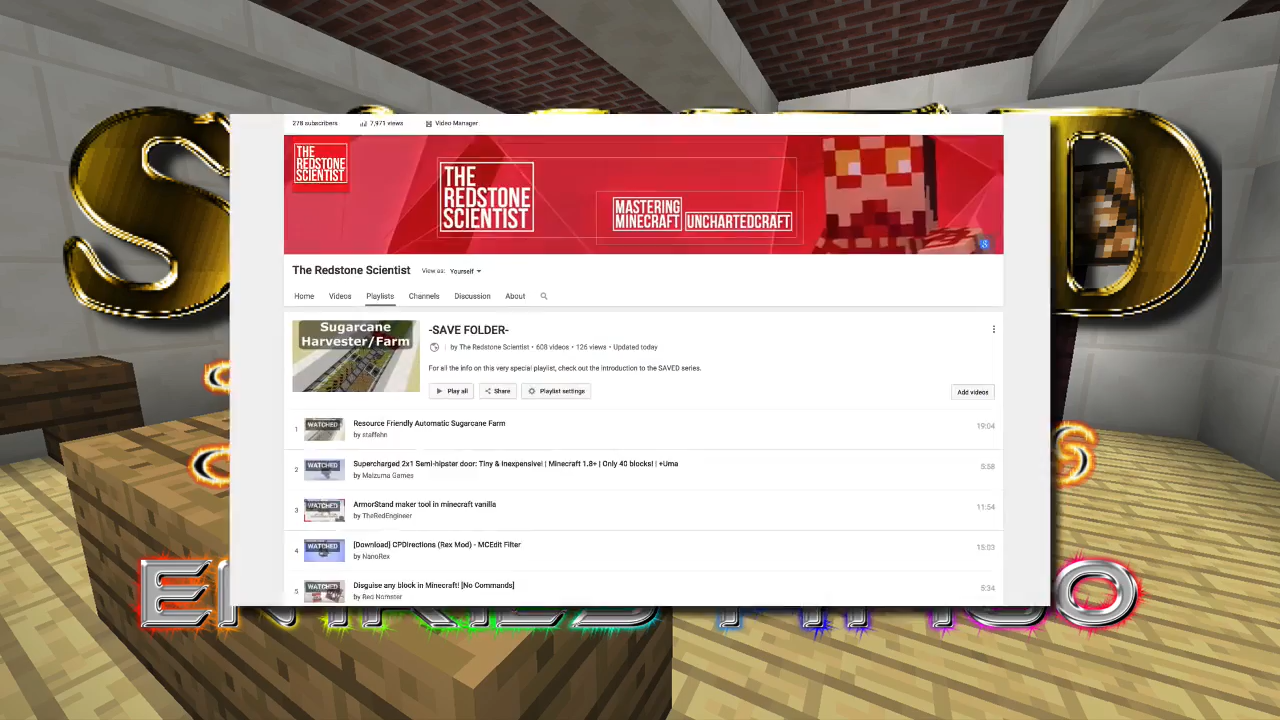 278 subscribers 7,971 views Video Manager
THE
REDSTONE
SCIENTIST
THE
REDSTONE
SCIENTIST
MASTERING
MINECRAFT
UNCHARTEDCRAFT
The Redstone Scientist View as: Yourself
Home Videos Playlists Channels Discussion About
Sugarcane
Harvester/Farm
-SAVE FOLDER-
by The Redstone Scientist • 608 videos • 126 views • Updated today
For all the info on this very special playlist, check out the introduction to the SAVED series.
Play all Share Playlist settings Add videos
1 WATCHED Resource Friendly Automatic Sugarcane Farm 19:04
by staffehn
2 WATCHED Supercharged 2x1 Semi-hipster door: Tiny & Inexpensive! | Minecraft 1.8+ | Only 40 blocks! | +Uma 5:58
by Maizuma Games
3 WATCHED ArmorStand maker tool in minecraft vanilla 11:54
by TheRedEngineer
4 WATCHED [Download] CPDirections (Rex Mod) - MCEdit Filter 15:03
by NanoRex
5 WATCHED Disguise any block in Minecraft! [No Commands] 5:34